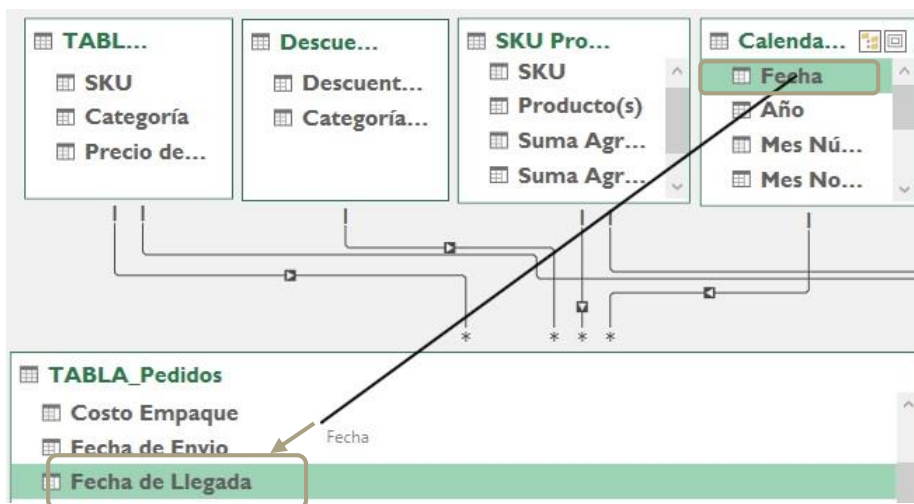 TABL...
SKU
Categoría
Precio de...
Descue...
Descuent...
Categoría...
SKU Pro...
SKU
Producto(s)
Suma Agr...
Suma Agr...
Calenda...
Fecha
Año
Mes Nú...
Mes No...
* * * *
TABLA_Pedidos
Costo Empaque
Fecha de Envio
Fecha de Llegada
Fecha